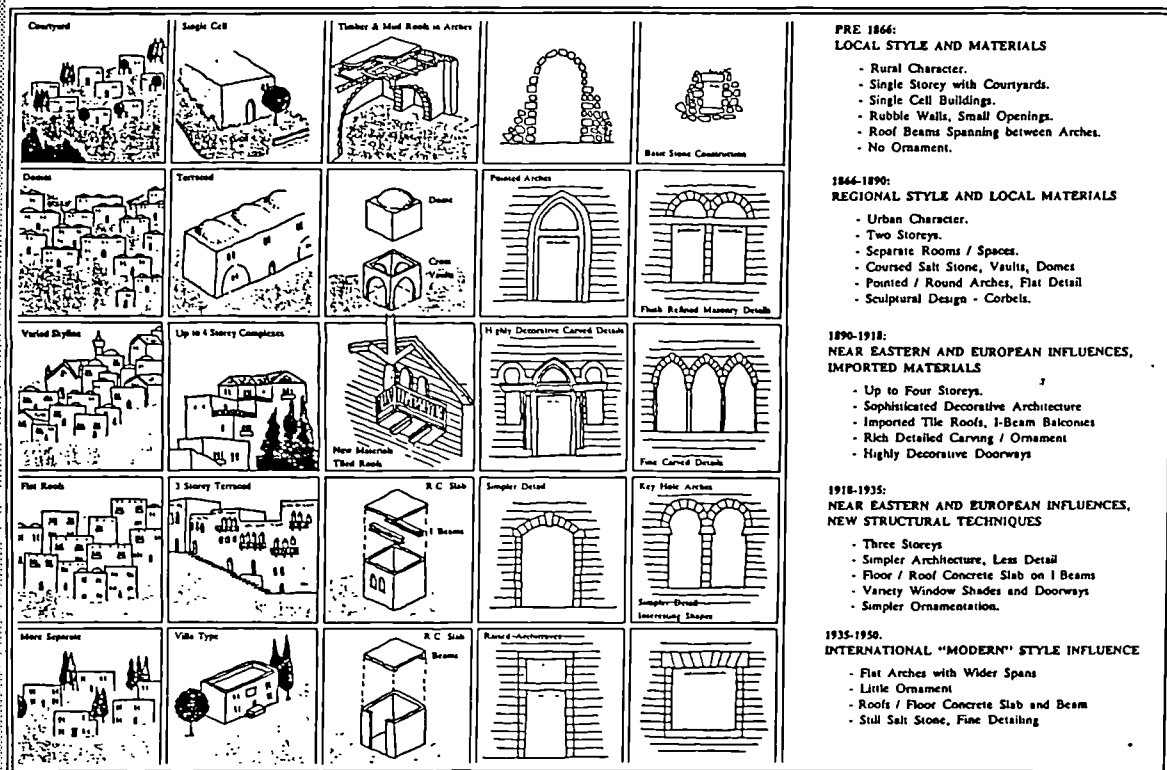 Courtyard
Single Cell
Timber & Mud Roofs in Arches
Basic Stone Construction
PRE 1866:
LOCAL STYLE AND MATERIALS
- Rural Character.
- Single Storey with Courtyards.
- Single Cell Buildings.
- Rubble Walls, Small Openings.
- Roof Beams Spanning between Arches.
- No Ornament.
Domes
Terraced
Dome
Cross
Vaults
Pointed Arches
Flush Refined Masonry Details
1866-1890:
REGIONAL STYLE AND LOCAL MATERIALS
- Urban Character.
- Two Storeys.
- Separate Rooms / Spaces.
- Coursed Salt Stone, Vaults, Domes
- Pointed / Round Arches, Flat Detail
- Sculptural Design - Corbels.
Varied Skyline
Up to 4 Storey Complexes
New Materials
Tiled Roofs
Highly Decorative Carved Details
Fine Carved Details
1890-1918:
NEAR EASTERN AND EUROPEAN INFLUENCES,
IMPORTED MATERIALS
- Up to Four Storeys.
- Sophisticated Decorative Architecture
- Imported Tile Roofs, I-Beam Balconies
- Rich Detailed Carving / Ornament
- Highly Decorative Doorways
Flat Roofs
3 Storey Terraced
R C Slab
I Beams
Simpler Detail
Key Hole Arches
Simpler Detail
Interesting Shapes
1918-1935:
NEAR EASTERN AND EUROPEAN INFLUENCES,
NEW STRUCTURAL TECHNIQUES
- Three Storeys
- Simpler Architecture, Less Detail
- Floor / Roof Concrete Slab on I Beams
- Variety Window Shades and Doorways
- Simpler Ornamentation.
More Separate
Villa Type
R C Slab
Beams
Raised Architraves
1935-1950.
INTERNATIONAL "MODERN" STYLE INFLUENCE
- Flat Arches with Wider Spans
- Little Ornament
- Roofs / Floor Concrete Slab and Beam
- Still Salt Stone, Fine Detailing